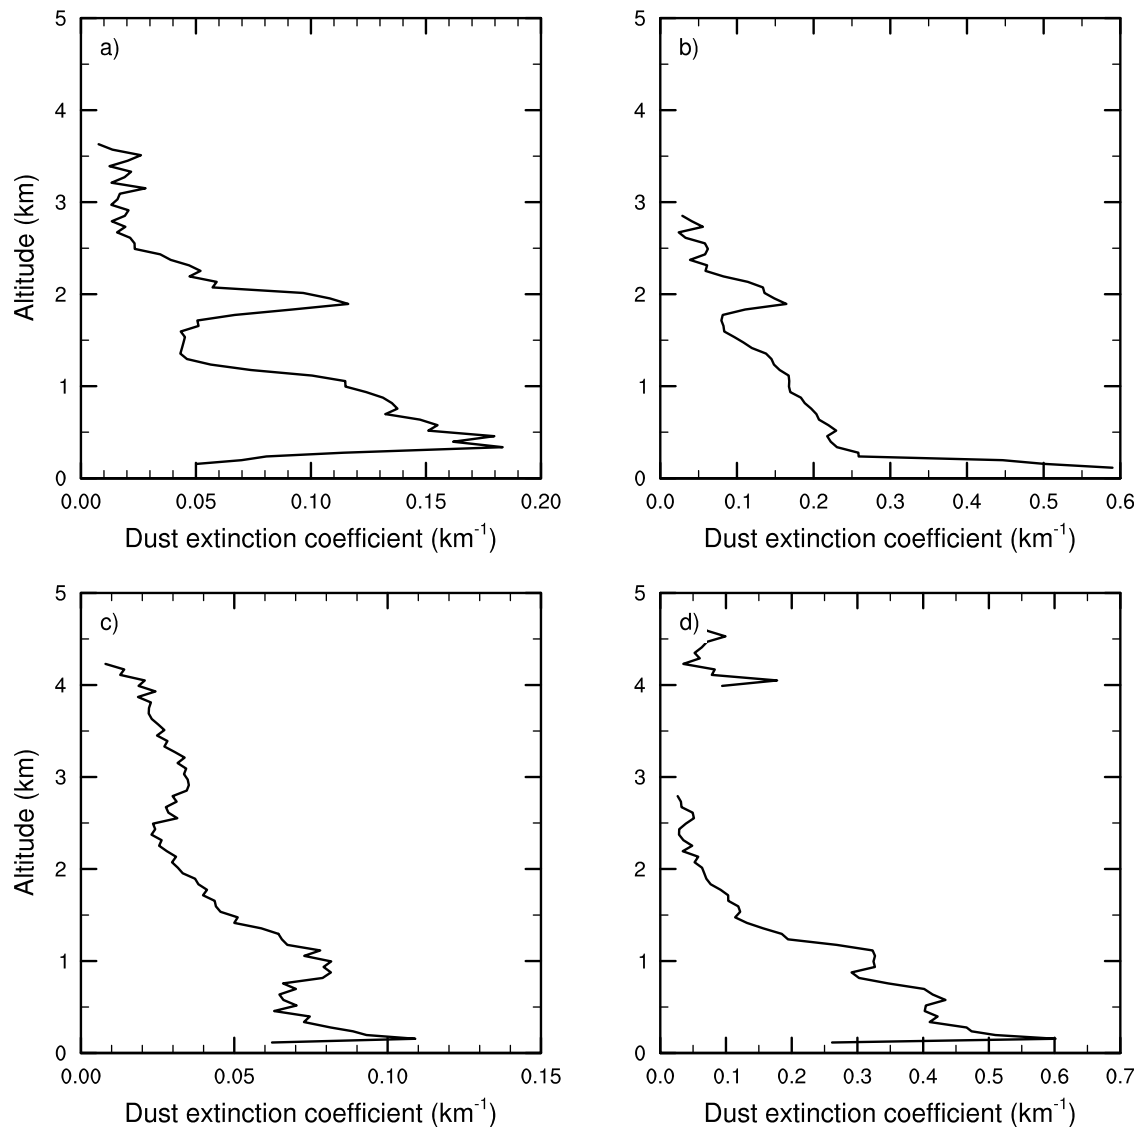 a)
5
4
3
2
1
0
Altitude (km)
0.00 0.05 0.10 0.15 0.20
Dust extinction coefficient (km⁻¹)
b)
5
4
3
2
1
0
0.0 0.1 0.2 0.3 0.4 0.5 0.6
Dust extinction coefficient (km⁻¹)
c)
5
4
3
2
1
0
Altitude (km)
0.00 0.05 0.10 0.15
Dust extinction coefficient (km⁻¹)
d)
5
4
3
2
1
0
0.0 0.1 0.2 0.3 0.4 0.5 0.6 0.7
Dust extinction coefficient (km⁻¹)